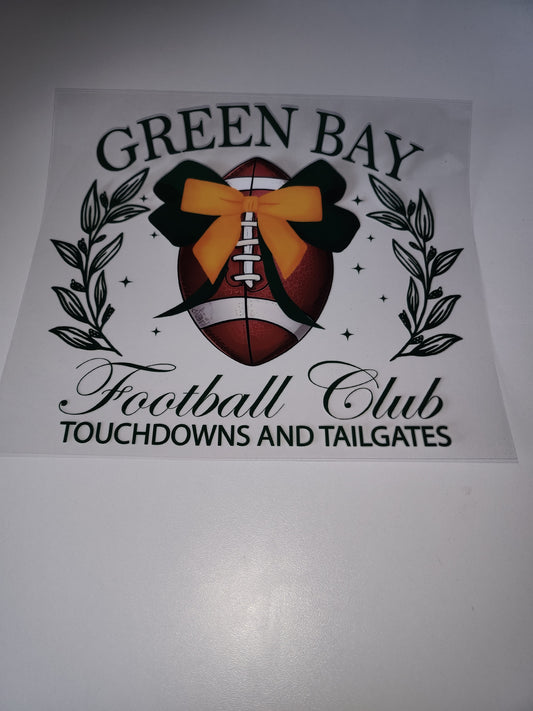 GREEN BAY
Football Club
TOUCHDOWNS AND TAILGATES